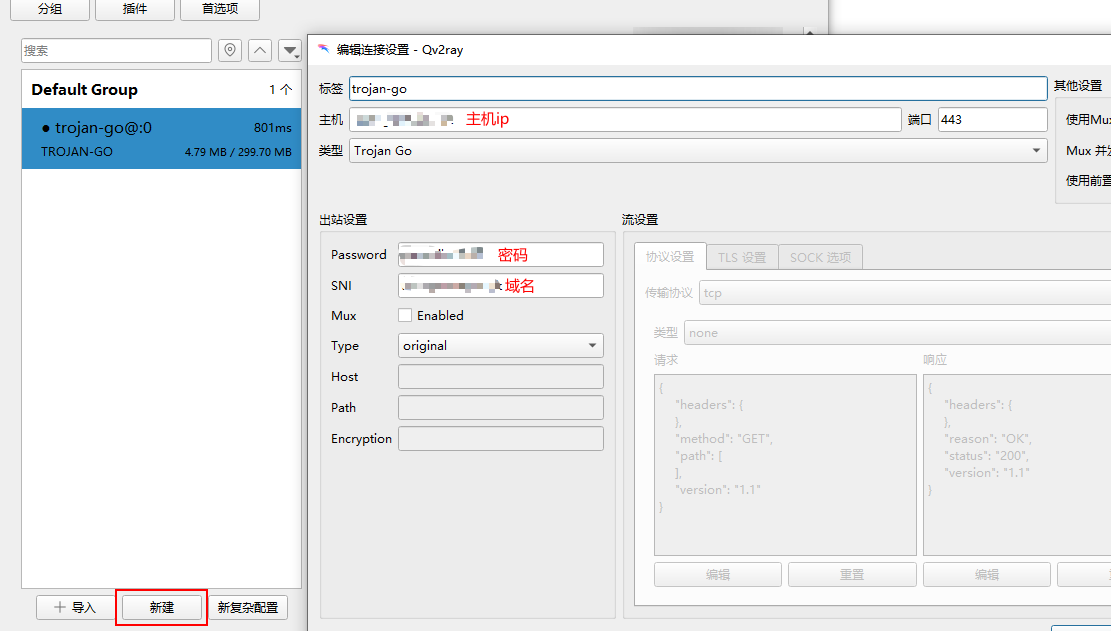 分组 插件 首选项
搜索
Default Group 1 个
● trojan-go@:0 801ms
TROJAN-GO 4.79 MB / 299.70 MB
导入 新建 新复杂配置
编辑连接设置 - Qv2ray
标签 trojan-go
主机 主机ip 端口 443
类型 Trojan Go
其他设置
使用Mux
Mux 并发
使用前置
出站设置
Password 密码
SNI 域名
Mux Enabled
Type original
Host
Path
Encryption
流设置
协议设置 TLS 设置 SOCK 选项
传输协议 tcp
类型 none
请求
{
"headers": {
},
"method": "GET",
"path": [
],
"version": "1.1"
}
编辑 重置
响应
{
"headers": {
},
"reason": "OK",
"status": "200",
"version": "1.1"
}
编辑